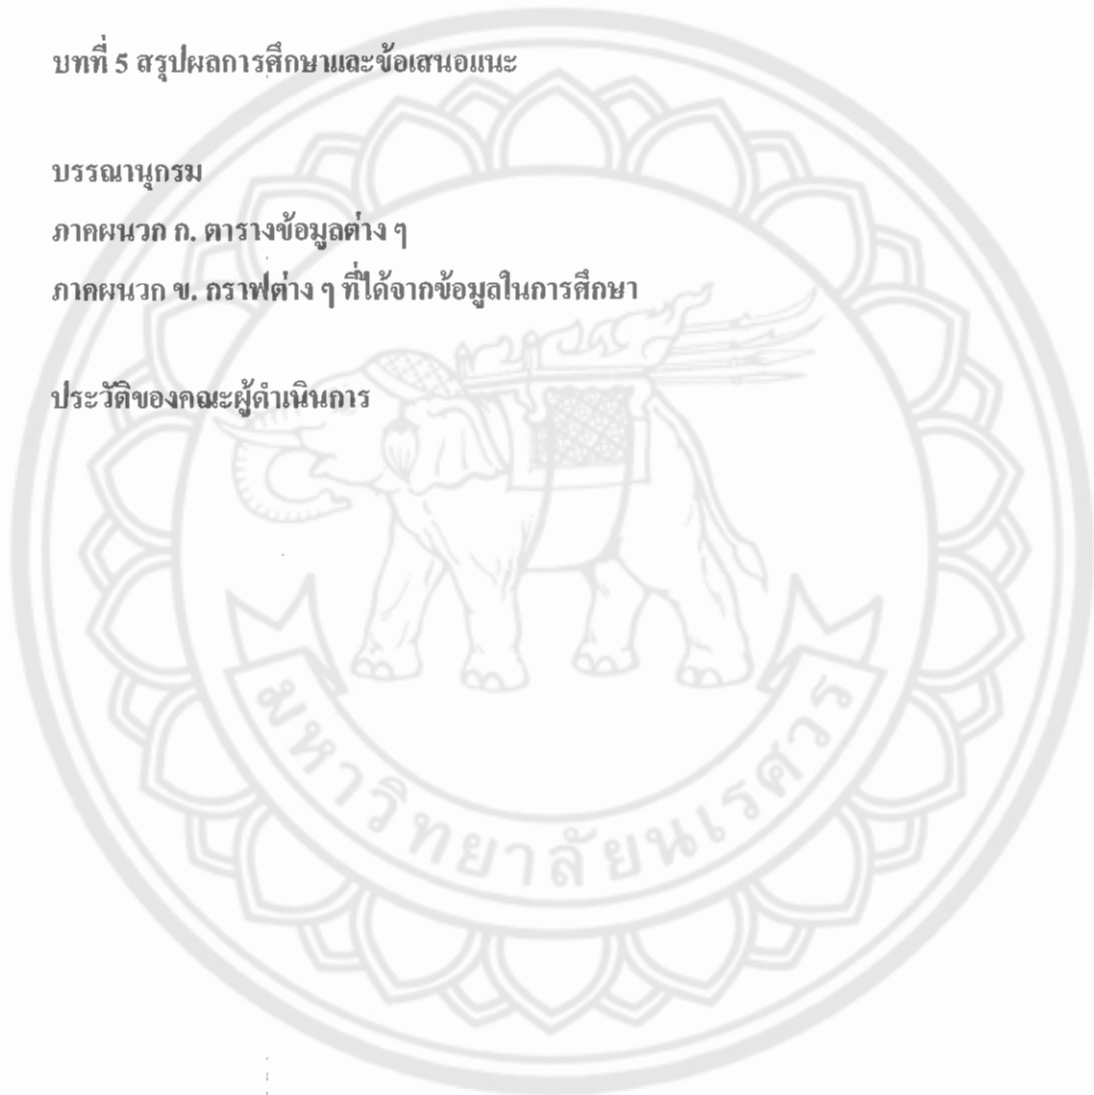 บทที่ 5 สรุปผลการศึกษาและข้อเสนอแนะ
บรรณานุกรม
ภาคผนวก ก. ตารางข้อมูลต่าง ๆ
ภาคผนวก ข. กราฟต่าง ๆ ที่ได้จากข้อมูลในการศึกษา
ประวัติของคณะผู้ดำเนินการ
มหาวิทยาลัยนเรศวร